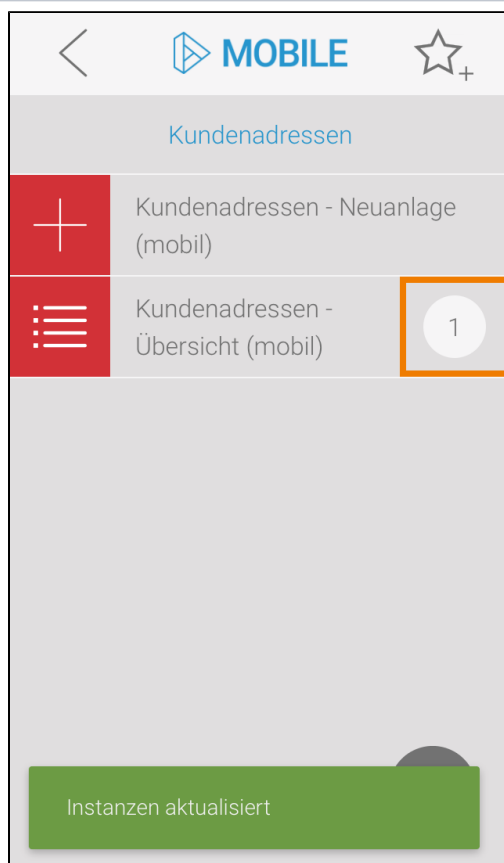 MOBILE
Kundenadressen
Kundenadressen - Neuanlage
(mobil)
Kundenadressen -
Übersicht (mobil)
1
Instanzen aktualisiert